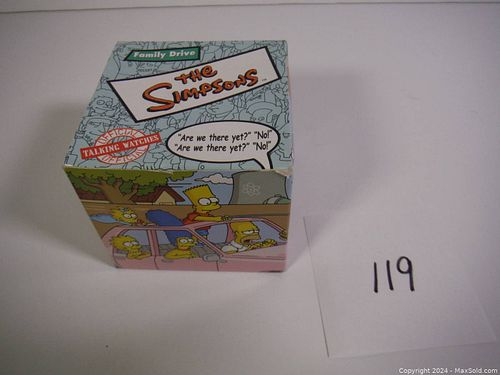 Family Drive
THE
SIMPSONS
"Are we there yet?" "No!"
"Are we there yet?" "No!"
OFFICIAL
TALKING WATCHES
OFFICIAL
119
Copyright © 2024 - MaxSold.com